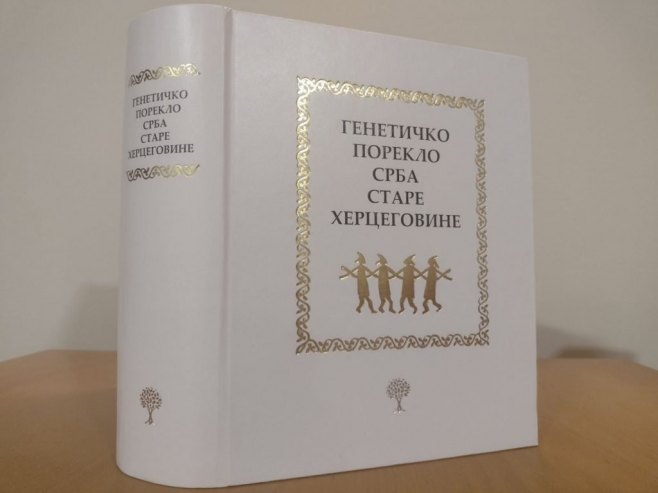 ГЕНЕТИЧКО
ПОРЕКЛО
СРБА
СТАРЕ
ХЕРЦЕГОВИНЕ
ГЕНЕТИЧКО
ПОРЕКЛО
СРБА
СТАРЕ
ХЕРЦЕГОВИНЕ